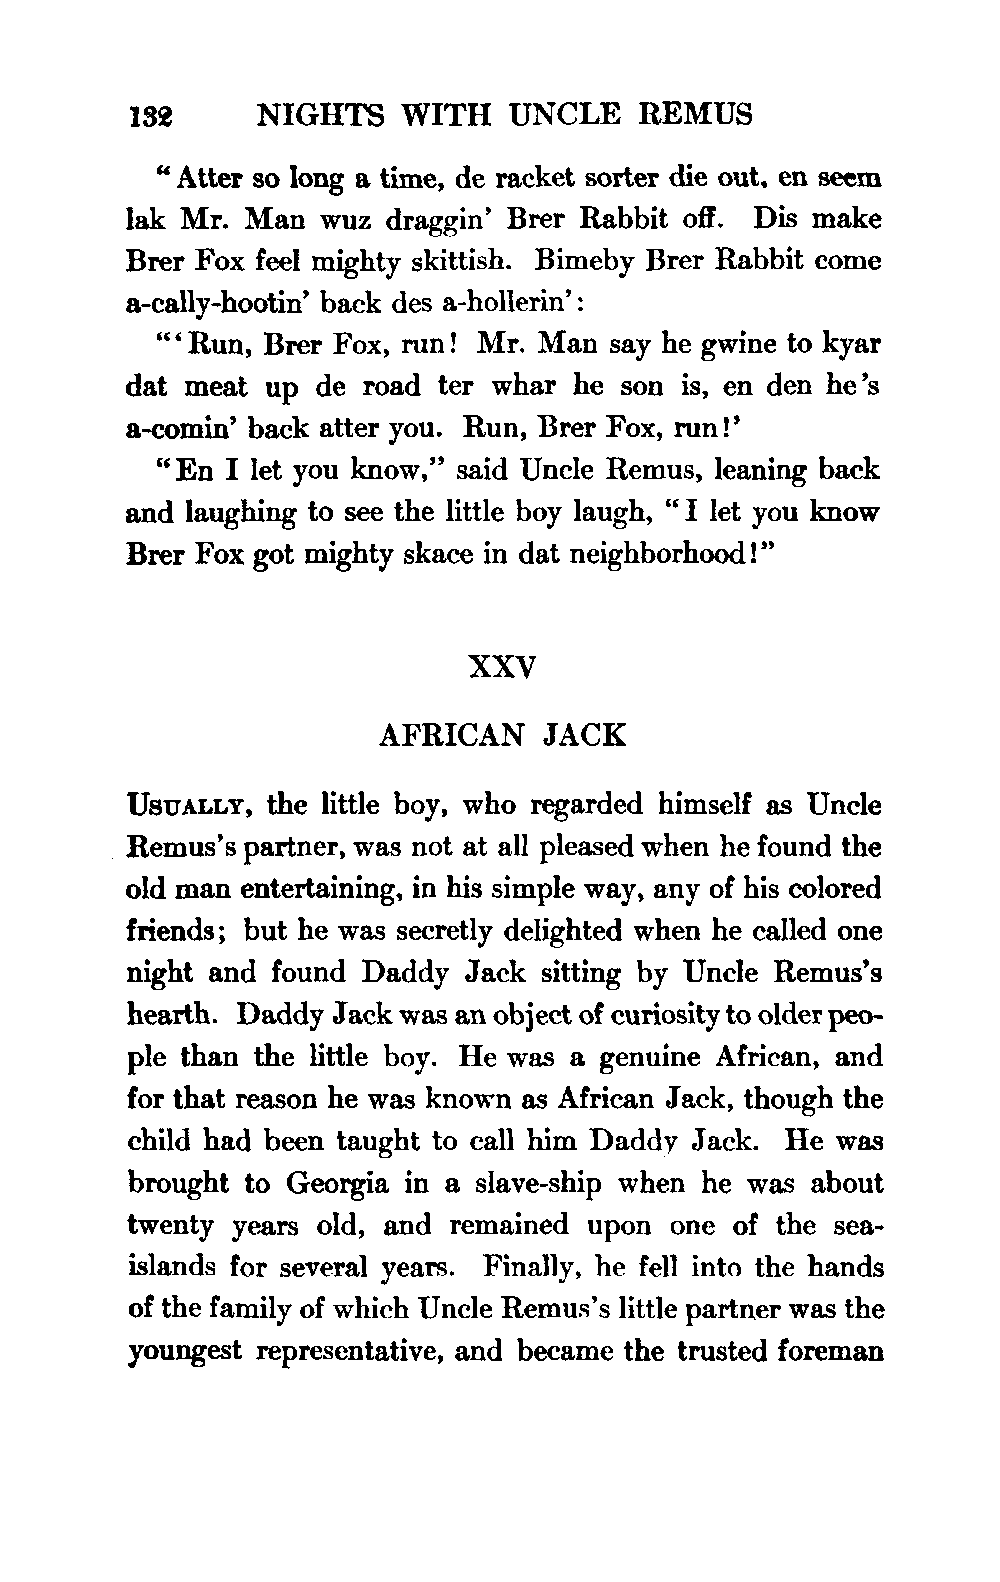 132 NIGHTS WITH UNCLE REMUS
“Atter so long a time, de racket sorter die out, en seem
lak Mr. Man wuz draggin’ Brer Rabbit off. Dis make
Brer Fox feel mighty skittish. Bimeby Brer Rabbit come
a-cally-hootin’ back des a-hollerin’:
“‘Run, Brer Fox, run! Mr. Man say he gwine to kyar
dat meat up de road ter whar he son is, en den he’s
a-comin’ back atter you. Run, Brer Fox, run!’
“En I let you know,” said Uncle Remus, leaning back
and laughing to see the little boy laugh, “I let you know
Brer Fox got mighty skace in dat neighborhood!”
XXV
AFRICAN JACK
USUALLY, the little boy, who regarded himself as Uncle
Remus’s partner, was not at all pleased when he found the
old man entertaining, in his simple way, any of his colored
friends; but he was secretly delighted when he called one
night and found Daddy Jack sitting by Uncle Remus’s
hearth. Daddy Jack was an object of curiosity to older peo-
ple than the little boy. He was a genuine African, and
for that reason he was known as African Jack, though the
child had been taught to call him Daddy Jack. He was
brought to Georgia in a slave-ship when he was about
twenty years old, and remained upon one of the sea-
islands for several years. Finally, he fell into the hands
of the family of which Uncle Remus’s little partner was the
youngest representative, and became the trusted foreman